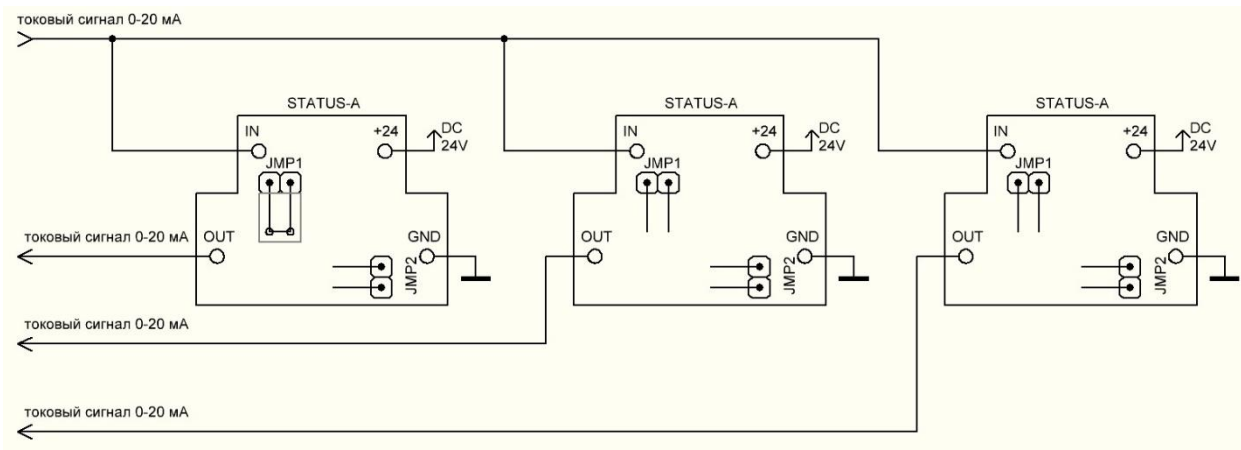 токовый сигнал 0-20 мА
STATUS-A
STATUS-A
STATUS-A
IN
+24
DC
24V
IN
+24
DC
24V
IN
+24
DC
24V
JMP1
JMP1
JMP1
токовый сигнал 0-20 мА
OUT
GND
OUT
GND
OUT
GND
JMP2
JMP2
JMP2
токовый сигнал 0-20 мА
токовый сигнал 0-20 мА